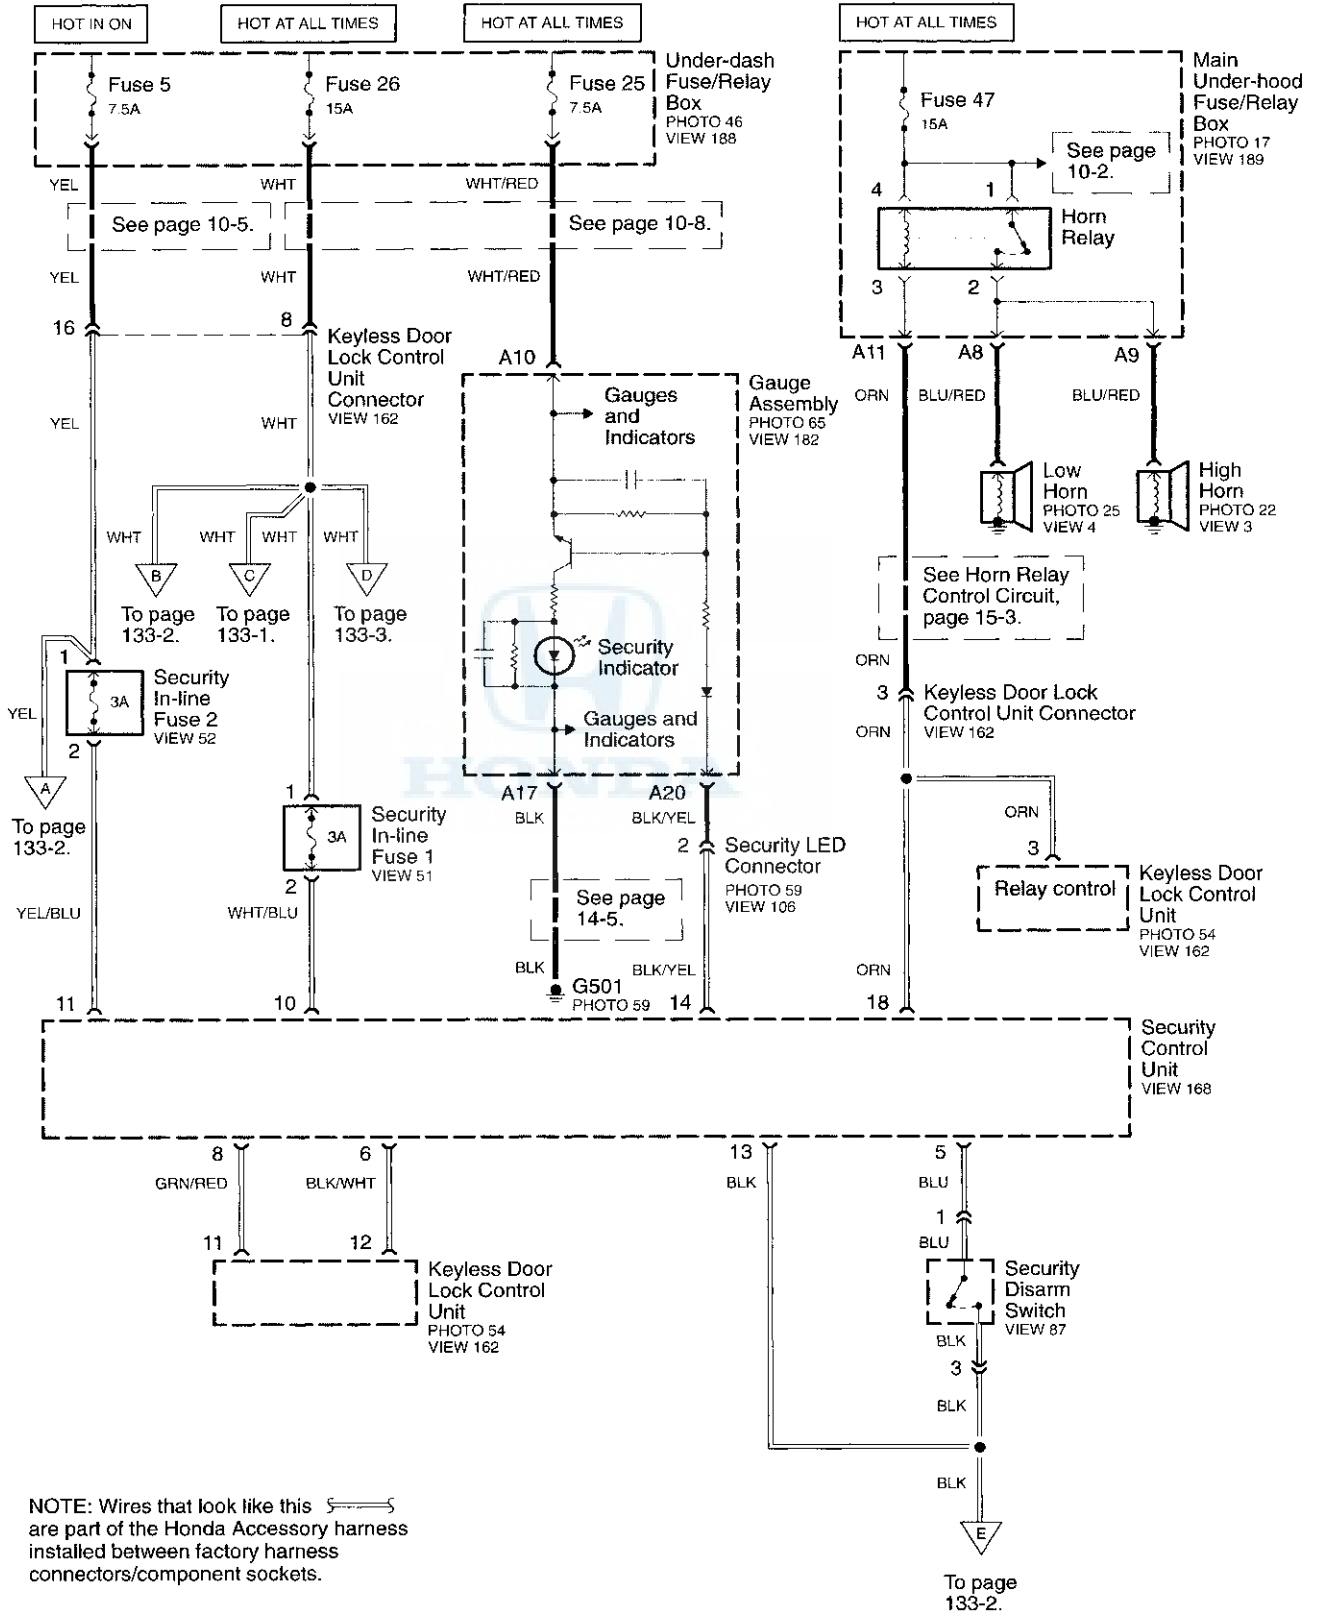 HOT IN ON
HOT AT ALL TIMES
HOT AT ALL TIMES
HOT AT ALL TIMES
Fuse 5
7.5A
Fuse 26
15A
Fuse 25
7.5A
Under-dash
Fuse/Relay
Box
PHOTO 46
VIEW 188
Fuse 47
15A
Main
Under-hood
Fuse/Relay
Box
PHOTO 17
VIEW 189
See page
10-2.
4
1
Horn
Relay
3
2
YEL
WHT
WHT/RED
See page 10-5.
See page 10-8.
YEL
WHT
WHT/RED
16
8
Keyless Door
Lock Control
Unit
Connector
VIEW 162
A10
A11
A8
A9
ORN
BLU/RED
BLU/RED
Gauges
and
Indicators
Gauge
Assembly
PHOTO 65
VIEW 182
YEL
WHT
Low
Horn
PHOTO 25
VIEW 4
High
Horn
PHOTO 22
VIEW 3
WHT
WHT
WHT
WHT
B
C
D
To page
133-2.
To page
133-1.
To page
133-3.
See Horn Relay
Control Circuit,
page 15-3.
Security
Indicator
ORN
3
Keyless Door Lock
Control Unit Connector
VIEW 162
ORN
1
3A
Security
In-line
Fuse 2
VIEW 52
YEL
2
A
To page
133-2.
Gauges and
Indicators
HONDA
A17
A20
BLK
BLK/YEL
1
3A
Security
In-line
Fuse 1
VIEW 51
2
2
Security LED
Connector
PHOTO 59
VIEW 106
ORN
3
Relay control
Keyless Door
Lock Control
Unit
PHOTO 54
VIEW 162
YEL/BLU
WHT/BLU
See page
14-5.
BLK
BLK/YEL
ORN
G501
PHOTO 59
11
10
14
18
Security
Control
Unit
VIEW 168
8
6
13
5
GRN/RED
BLK/WHT
BLK
BLU
1
BLU
11
12
Keyless Door
Lock Control
Unit
PHOTO 54
VIEW 162
Security
Disarm
Switch
VIEW 87
BLK
3
BLK
BLK
E
To page
133-2.
NOTE: Wires that look like this
are part of the Honda Accessory harness
installed between factory harness
connectors/component sockets.